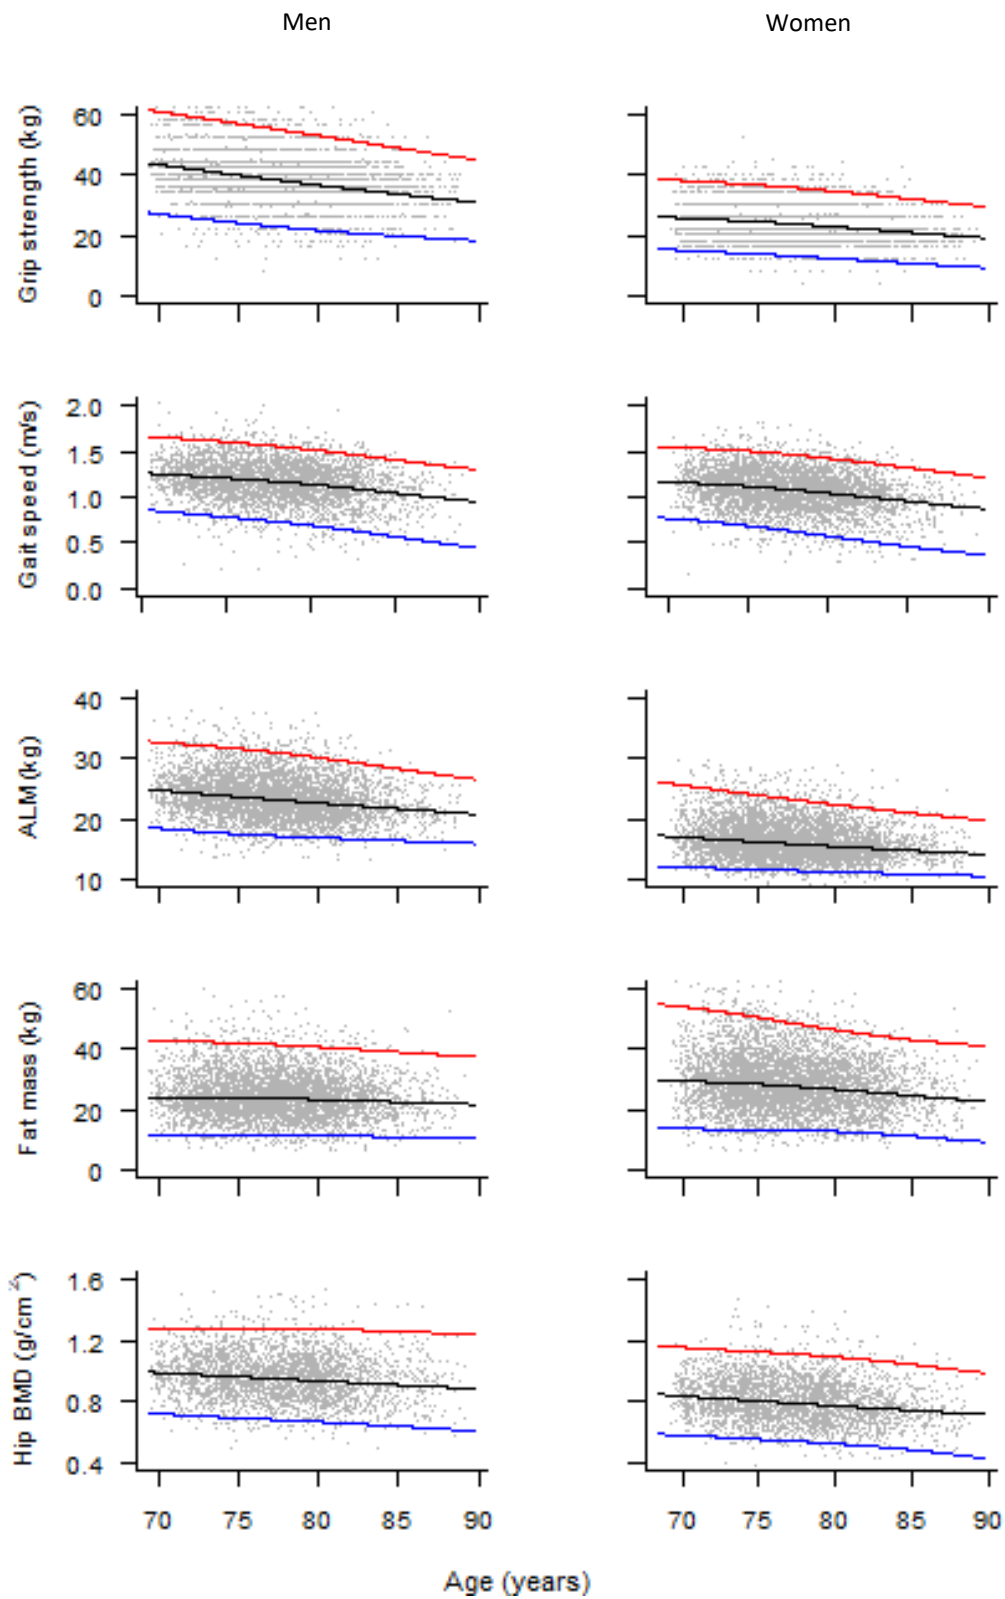 Men Women
Grip strength (kg)
60
40
20
0
Gait speed (m/s)
2.0
1.5
1.0
0.5
0.0
ALM (kg)
40
30
20
10
Fat mass (kg)
60
40
20
0
Hip BMD (g/cm²)
1.6
1.2
0.8
0.4
70 75 80 85 90 70 75 80 85 90
Age (years)